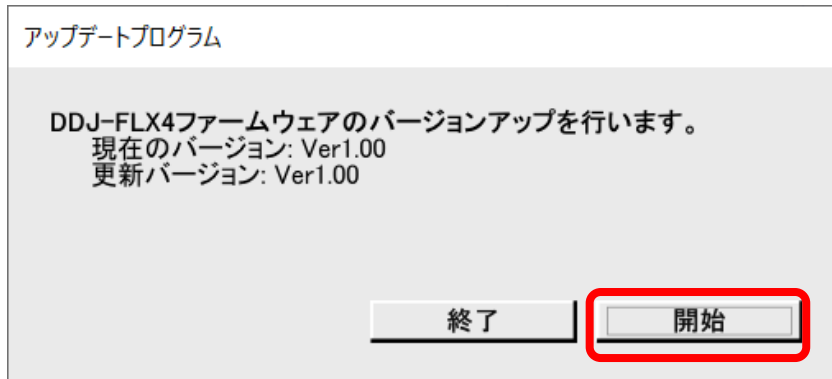 アップデートプログラム
DDJ-FLX4ファームウェアのバージョンアップを行います。
現在のバージョン: Ver1.00
更新バージョン: Ver1.00
終了
開始